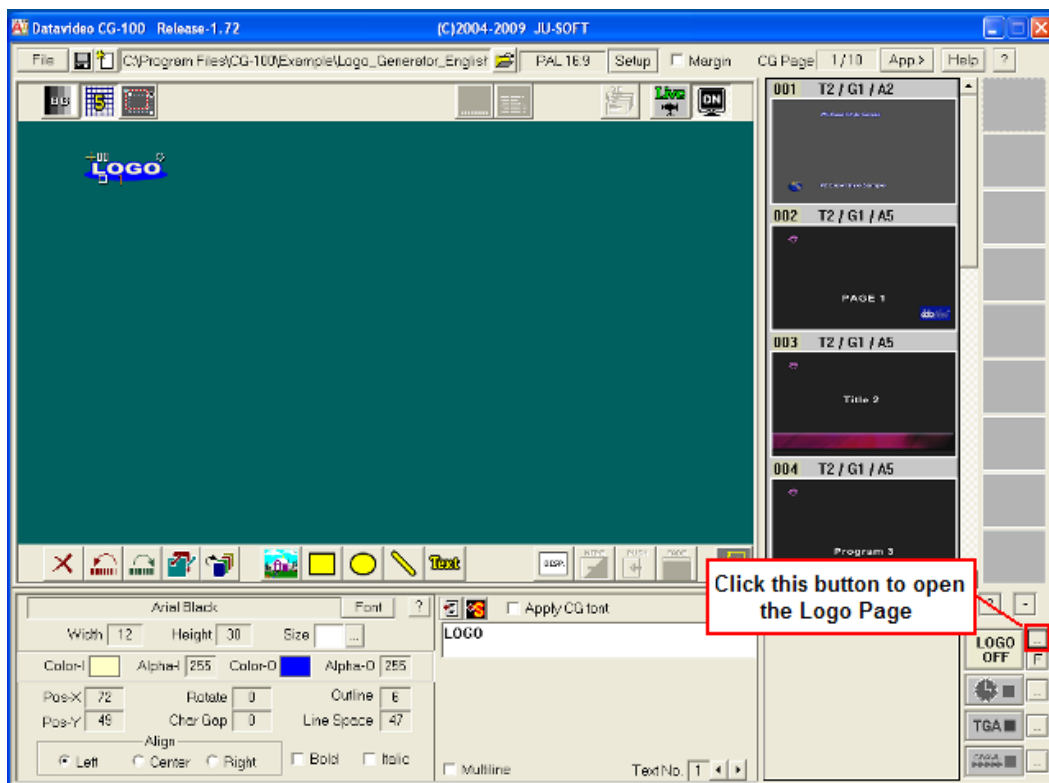 Datavideo CG-100 Release-1.72 (C)2004-2009 JU-SOFT
File C:\Program Files\CG-100\Example\Logo_Generator_English PAL 16:9 Setup Margin CG Page 1/10 App.> Help ?
Live ON
001 T2 / G1 / A2
LOGO
002 T2 / G1 / A5
PAGE 1
003 T2 / G1 / A5
Title 2
004 T2 / G1 / A5
Program 3
Text DISP.
Click this button to open
the Logo Page
Arial Black Font ? Apply CG font ? -
Width 12 Height 30 Size ... LOGO
LOGO OFF ... F
Color-I Alpha-I 255 Color-O Alpha-O 255
Pos-X 72 Rotate 0 Outline 6
Pos-Y 49 Char Gap 0 Line Space 47
TGA ...
Align
Left Center Right Bold Italic
Multiline Text No. 1